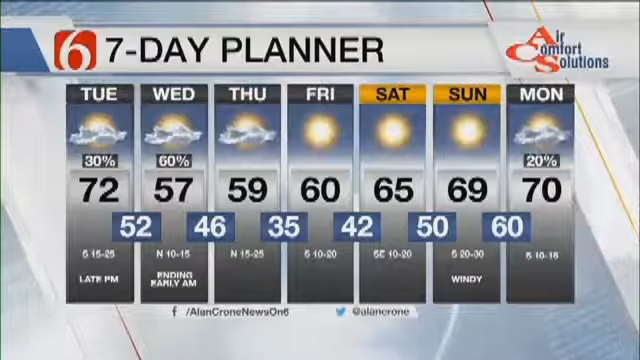 6 7-DAY PLANNER
Air
Comfort
Solutions
TUE WED THU FRI SAT SUN MON
30% 60% 20%
72 57 59 60 65 69 70
52 46 35 42 50 60
S 15-25 N 10-15 N 15-25 S 10-20 SE 10-20 S 20-30 S 10-15
LATE PM ENDING EARLY AM WINDY
f /AlanCroneNewsOn6 @alancrone